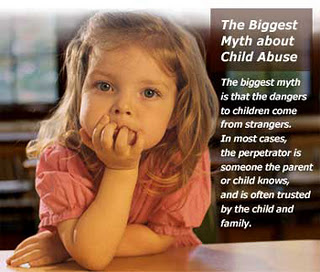 The Biggest
Myth about
Child Abuse
The biggest myth
is that the dangers
to children come
from strangers.
In most cases,
the perpetrator is
someone the parent
or child knows,
and is often trusted
by the child and
family.